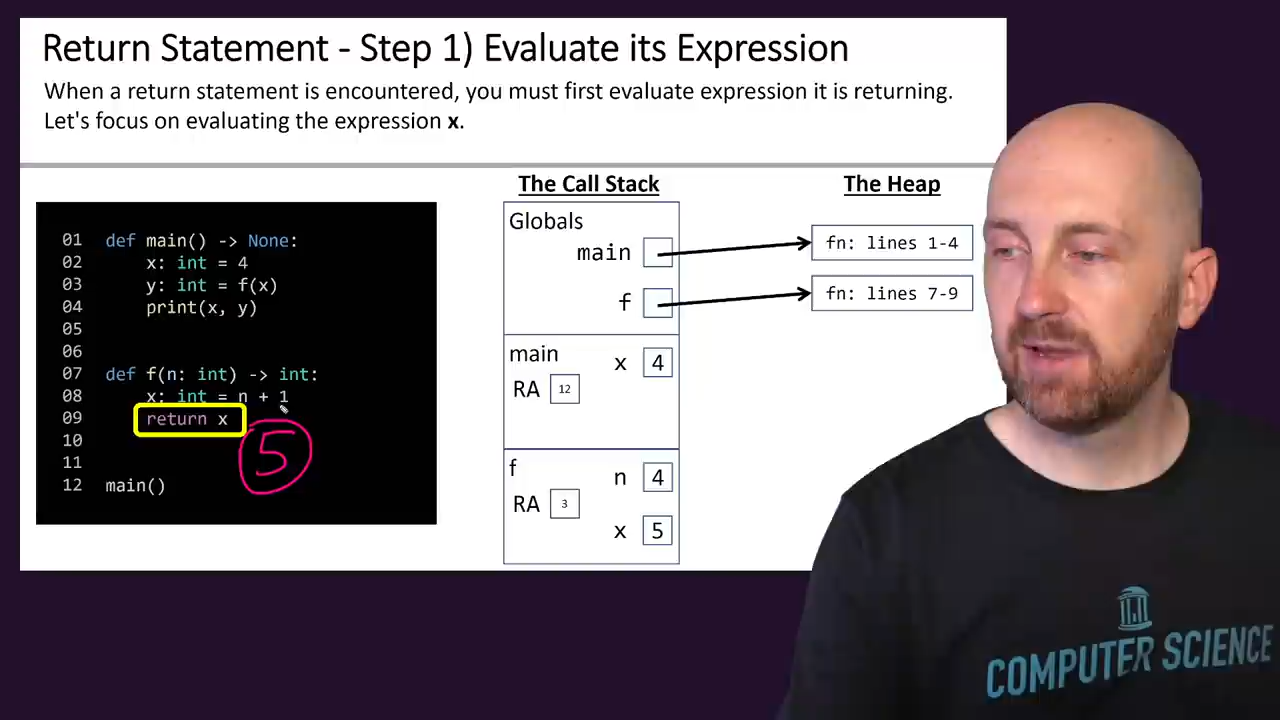 Return Statement - Step 1) Evaluate its Expression
When a return statement is encountered, you must first evaluate expression it is returning.
Let's focus on evaluating the expression x.
01 def main() -> None:
02 x: int = 4
03 y: int = f(x)
04 print(x, y)
05
06
07 def f(n: int) -> int:
08 x: int = n + 1
09 return x
10
11
12 main()
5
The Call Stack
Globals
main
f
main
x 4
RA 12
f
n 4
RA 3
x 5
The Heap
fn: lines 1-4
fn: lines 7-9
COMPUTER SCIENCE